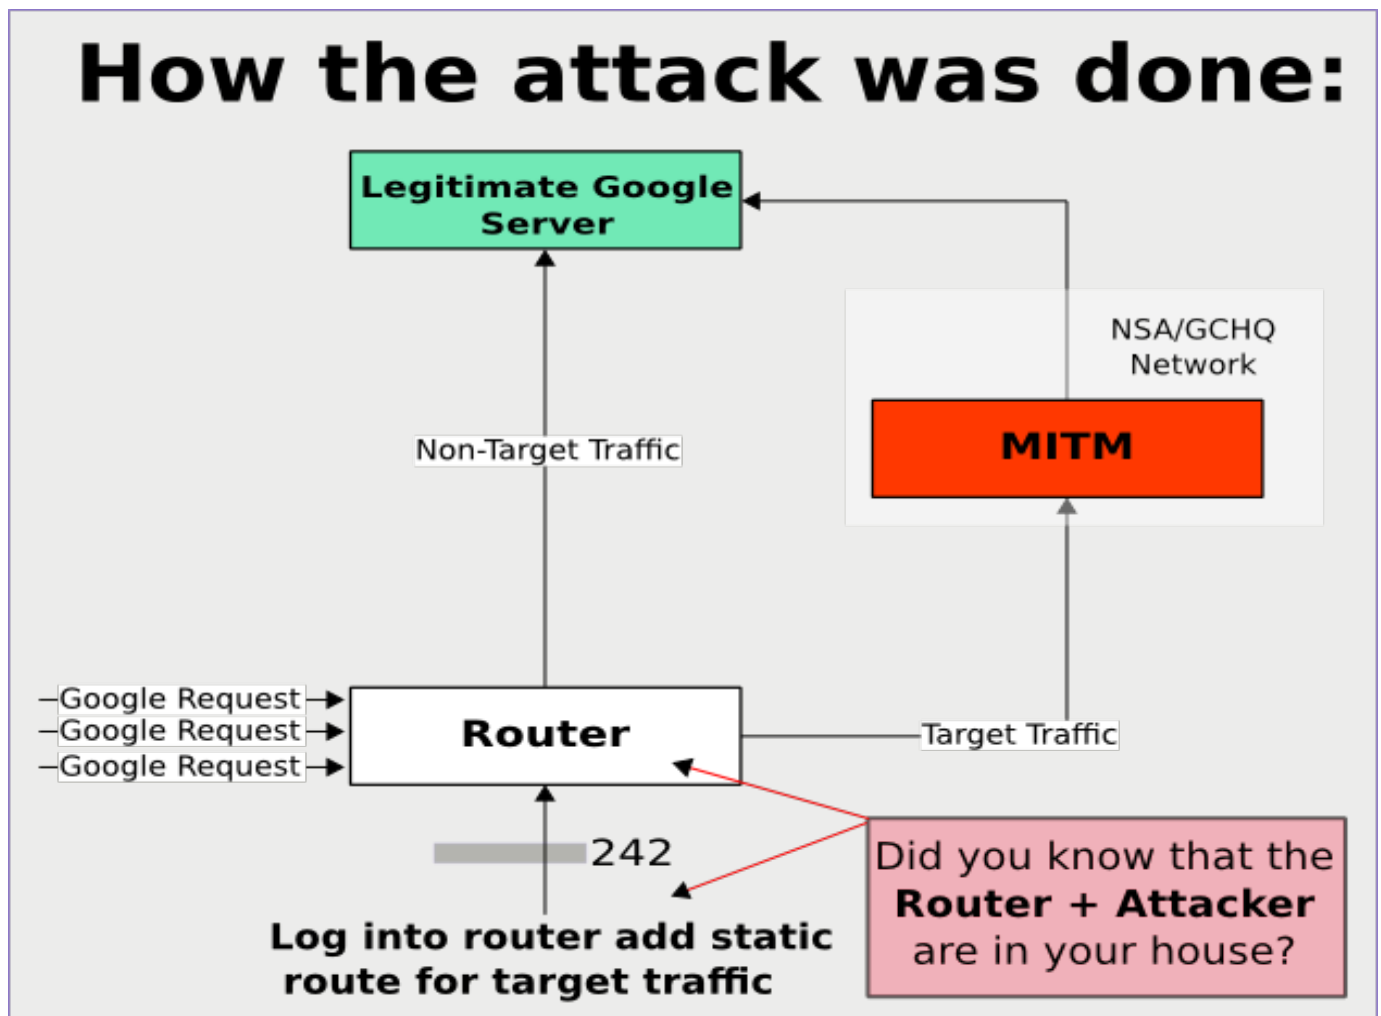 How the attack was done:
Legitimate Google
Server
NSA/GCHQ
Network
MITM
Non-Target Traffic
Google Request
Google Request
Google Request
Router
Target Traffic
242
Log into router add static
route for target traffic
Did you know that the
Router + Attacker
are in your house?